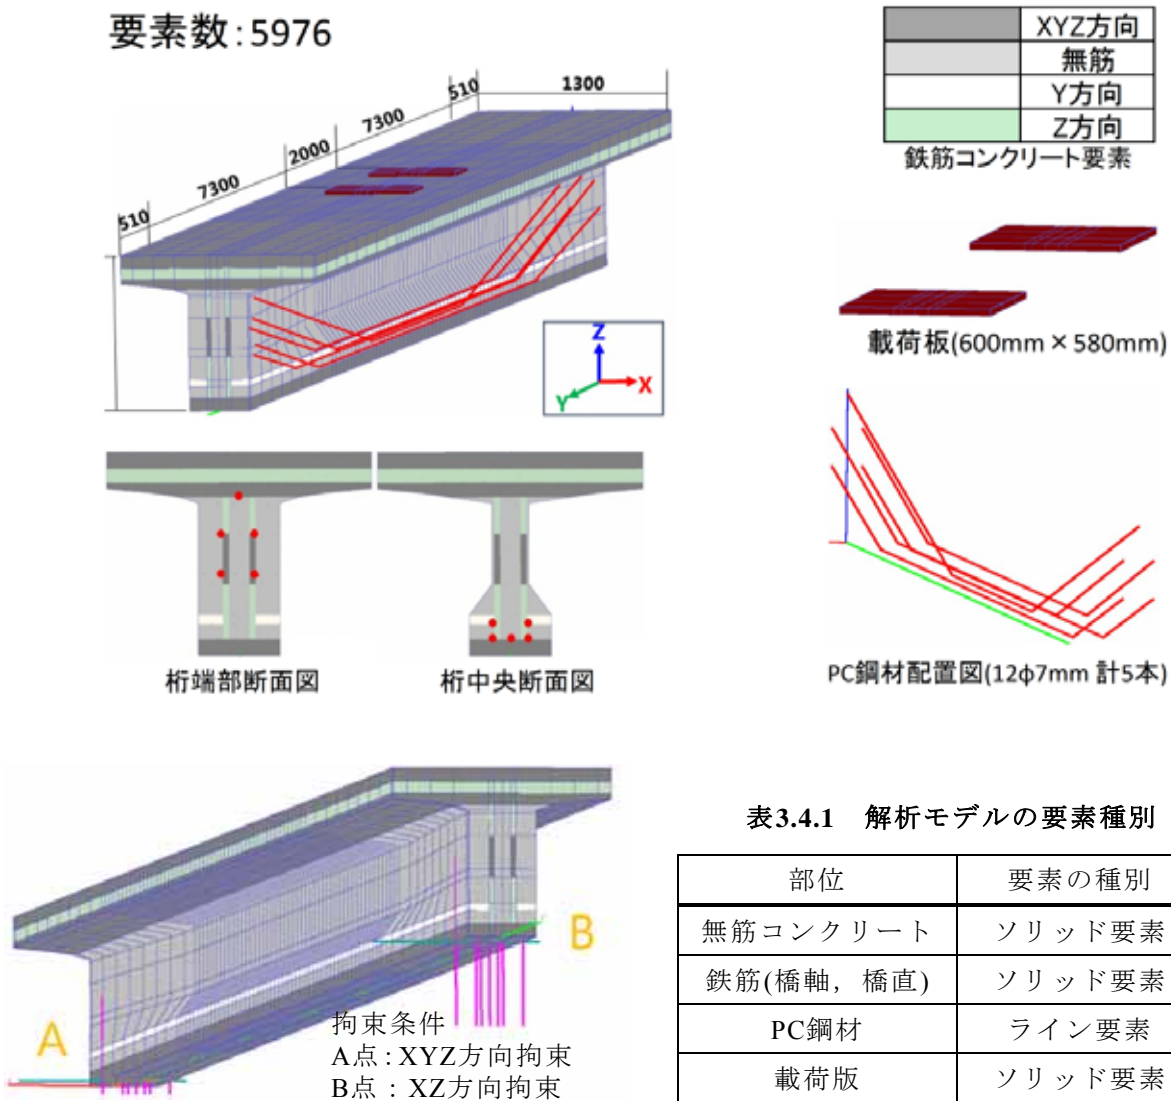 要素数:5976
510
7300
2000
7300
510
1300
Z
X
Y
XYZ方向
無筋
Y方向
Z方向
鉄筋コンクリート要素
載荷板(600mm×580mm)
桁端部断面図
桁中央断面図
PC鋼材配置図(12φ7mm 計5本)
A
B
拘束条件
A点:XYZ方向拘束
B点:XZ方向拘束
表3.4.1 解析モデルの要素種別
部位 要素の種別
無筋コンクリート ソリッド要素
鉄筋(橋軸,橋直) ソリッド要素
PC鋼材 ライン要素
載荷版 ソリッド要素